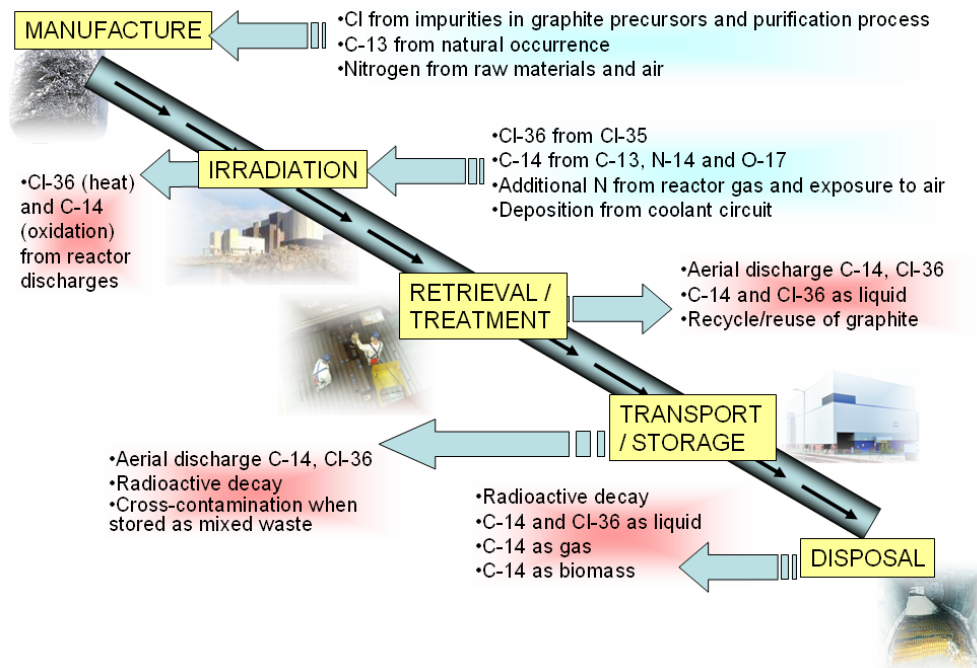 MANUFACTURE
•Cl from impurities in graphite precursors and purification process
•C-13 from natural occurrence
•Nitrogen from raw materials and air
IRRADIATION
•Cl-36 from Cl-35
•C-14 from C-13, N-14 and O-17
•Additional N from reactor gas and exposure to air
•Deposition from coolant circuit
•Cl-36 (heat)
and C-14
(oxidation)
from reactor
discharges
RETRIEVAL /
TREATMENT
•Aerial discharge C-14, Cl-36
•C-14 and Cl-36 as liquid
•Recycle/reuse of graphite
TRANSPORT
/ STORAGE
•Aerial discharge C-14, Cl-36
•Radioactive decay
•Cross-contamination when
stored as mixed waste
•Radioactive decay
•C-14 and Cl-36 as liquid
•C-14 as gas
•C-14 as biomass
DISPOSAL